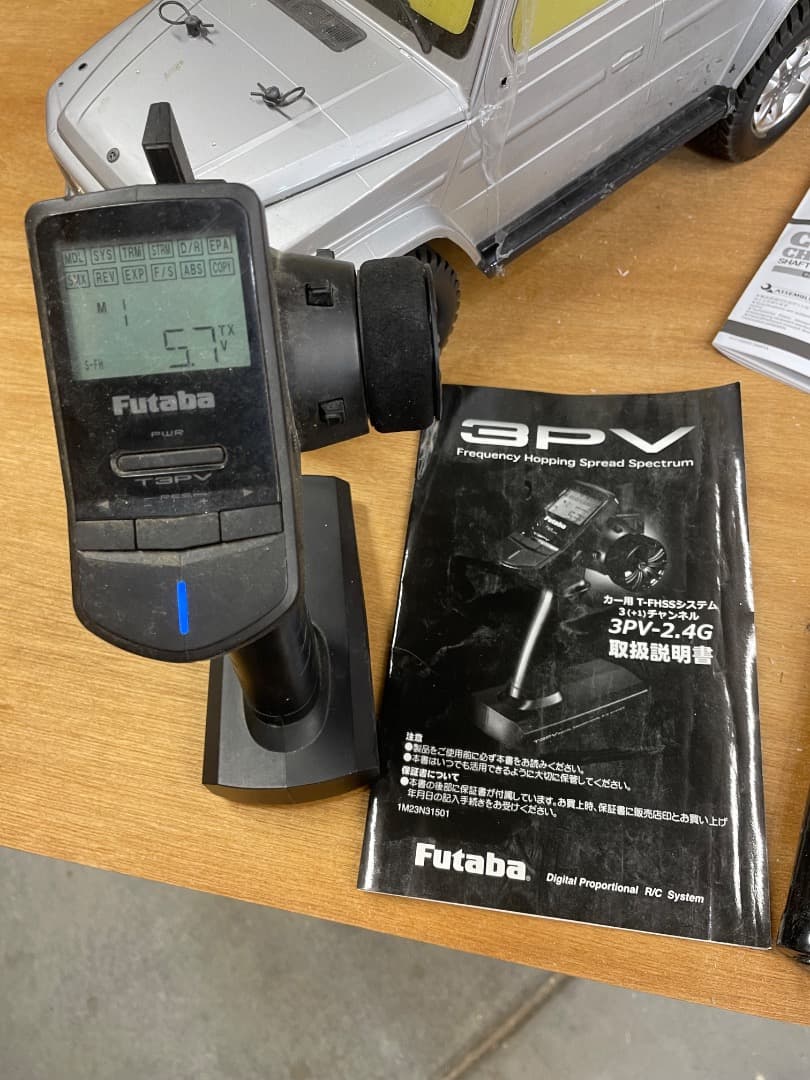 MDL SYS TRM STRM D/R EPA
SMX REV EXP F/S ABS COPY
M 1
5.7 TX V
S-FH
Futaba
PWR
T3PV
3PV
Frequency Hopping Spread Spectrum
カー用 T-FHSSシステム
3(+1)チャンネル
3PV-2.4G
取扱説明書
注意
●製品をご使用前に必ず本書をお読みください。
●本書はいつでも活用できるように大切に保管してください。
保証書について
●本書の後部に保証書が付属しています。お買上時、保証書に販売店印とお買い上げ
年月日の記入手続きをお受けください。
1M23N31501
Futaba®
Digital Proportional R/C System
SHAFT
ASSEMBL